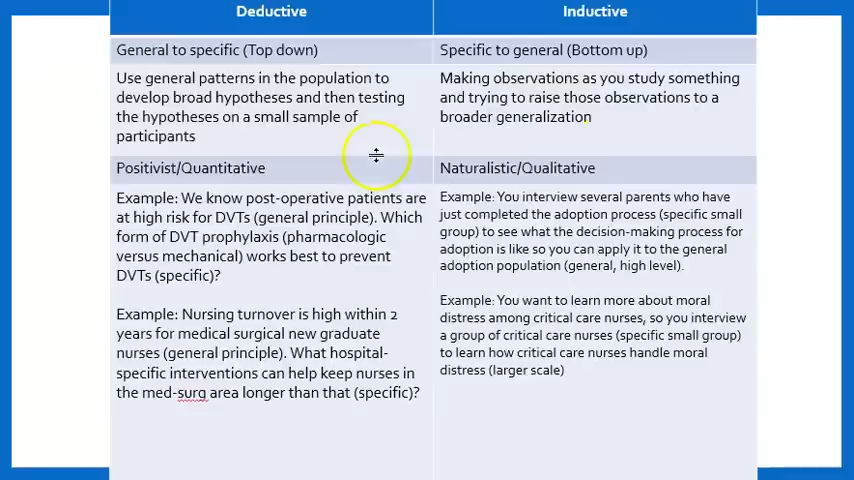 Deductive
Inductive
General to specific (Top down)
Specific to general (Bottom up)
Use general patterns in the population to
develop broad hypotheses and then testing
the hypotheses on a small sample of
participants
Making observations as you study something
and trying to raise those observations to a
broader generalization
Positivist/Quantitative
Naturalistic/Qualitative
Example: We know post-operative patients are
at high risk for DVTs (general principle). Which
form of DVT prophylaxis (pharmacologic
versus mechanical) works best to prevent
DVTs (specific)?
Example: Nursing turnover is high within 2
years for medical surgical new graduate
nurses (general principle). What hospital-
specific interventions can help keep nurses in
the med-surg area longer than that (specific)?
Example: You interview several parents who have
just completed the adoption process (specific small
group) to see what the decision-making process for
adoption is like so you can apply it to the general
adoption population (general, high level).
Example: You want to learn more about moral
distress among critical care nurses, so you interview
a group of critical care nurses (specific small group)
to learn how critical care nurses handle moral
distress (larger scale)